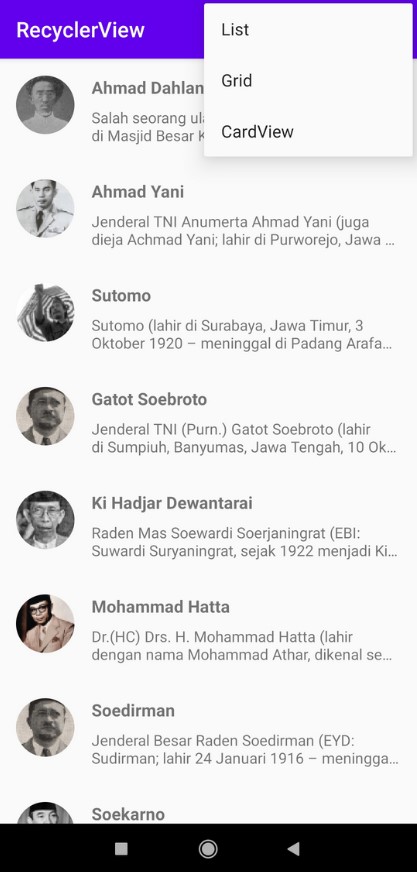 RecyclerView
List
Grid
CardView
Ahmad Dahlan
Salah seorang
di Masjid Besar
Ahmad Yani
Jenderal TNI Anumerta Ahmad Yani (juga
dieja Achmad Yani; lahir di Purworejo, Jawa ...
Sutomo
Sutomo (lahir di Surabaya, Jawa Timur, 3
Oktober 1920 – meninggal di Padang Arafa...
Gatot Soebroto
Jenderal TNI (Purn.) Gatot Soebroto (lahir
di Sumpiuh, Banyumas, Jawa Tengah, 10 Ok...
Ki Hadjar Dewantarai
Raden Mas Soewardi Soerjaningrat (EBI:
Suwardi Suryaningrat, sejak 1922 menjadi Ki...
Mohammad Hatta
Dr.(HC) Drs. H. Mohammad Hatta (lahir
dengan nama Mohammad Athar, dikenal se...
Soedirman
Jenderal Besar Raden Soedirman (EYD:
Sudirman; lahir 24 Januari 1916 – meningga...
Soekarno